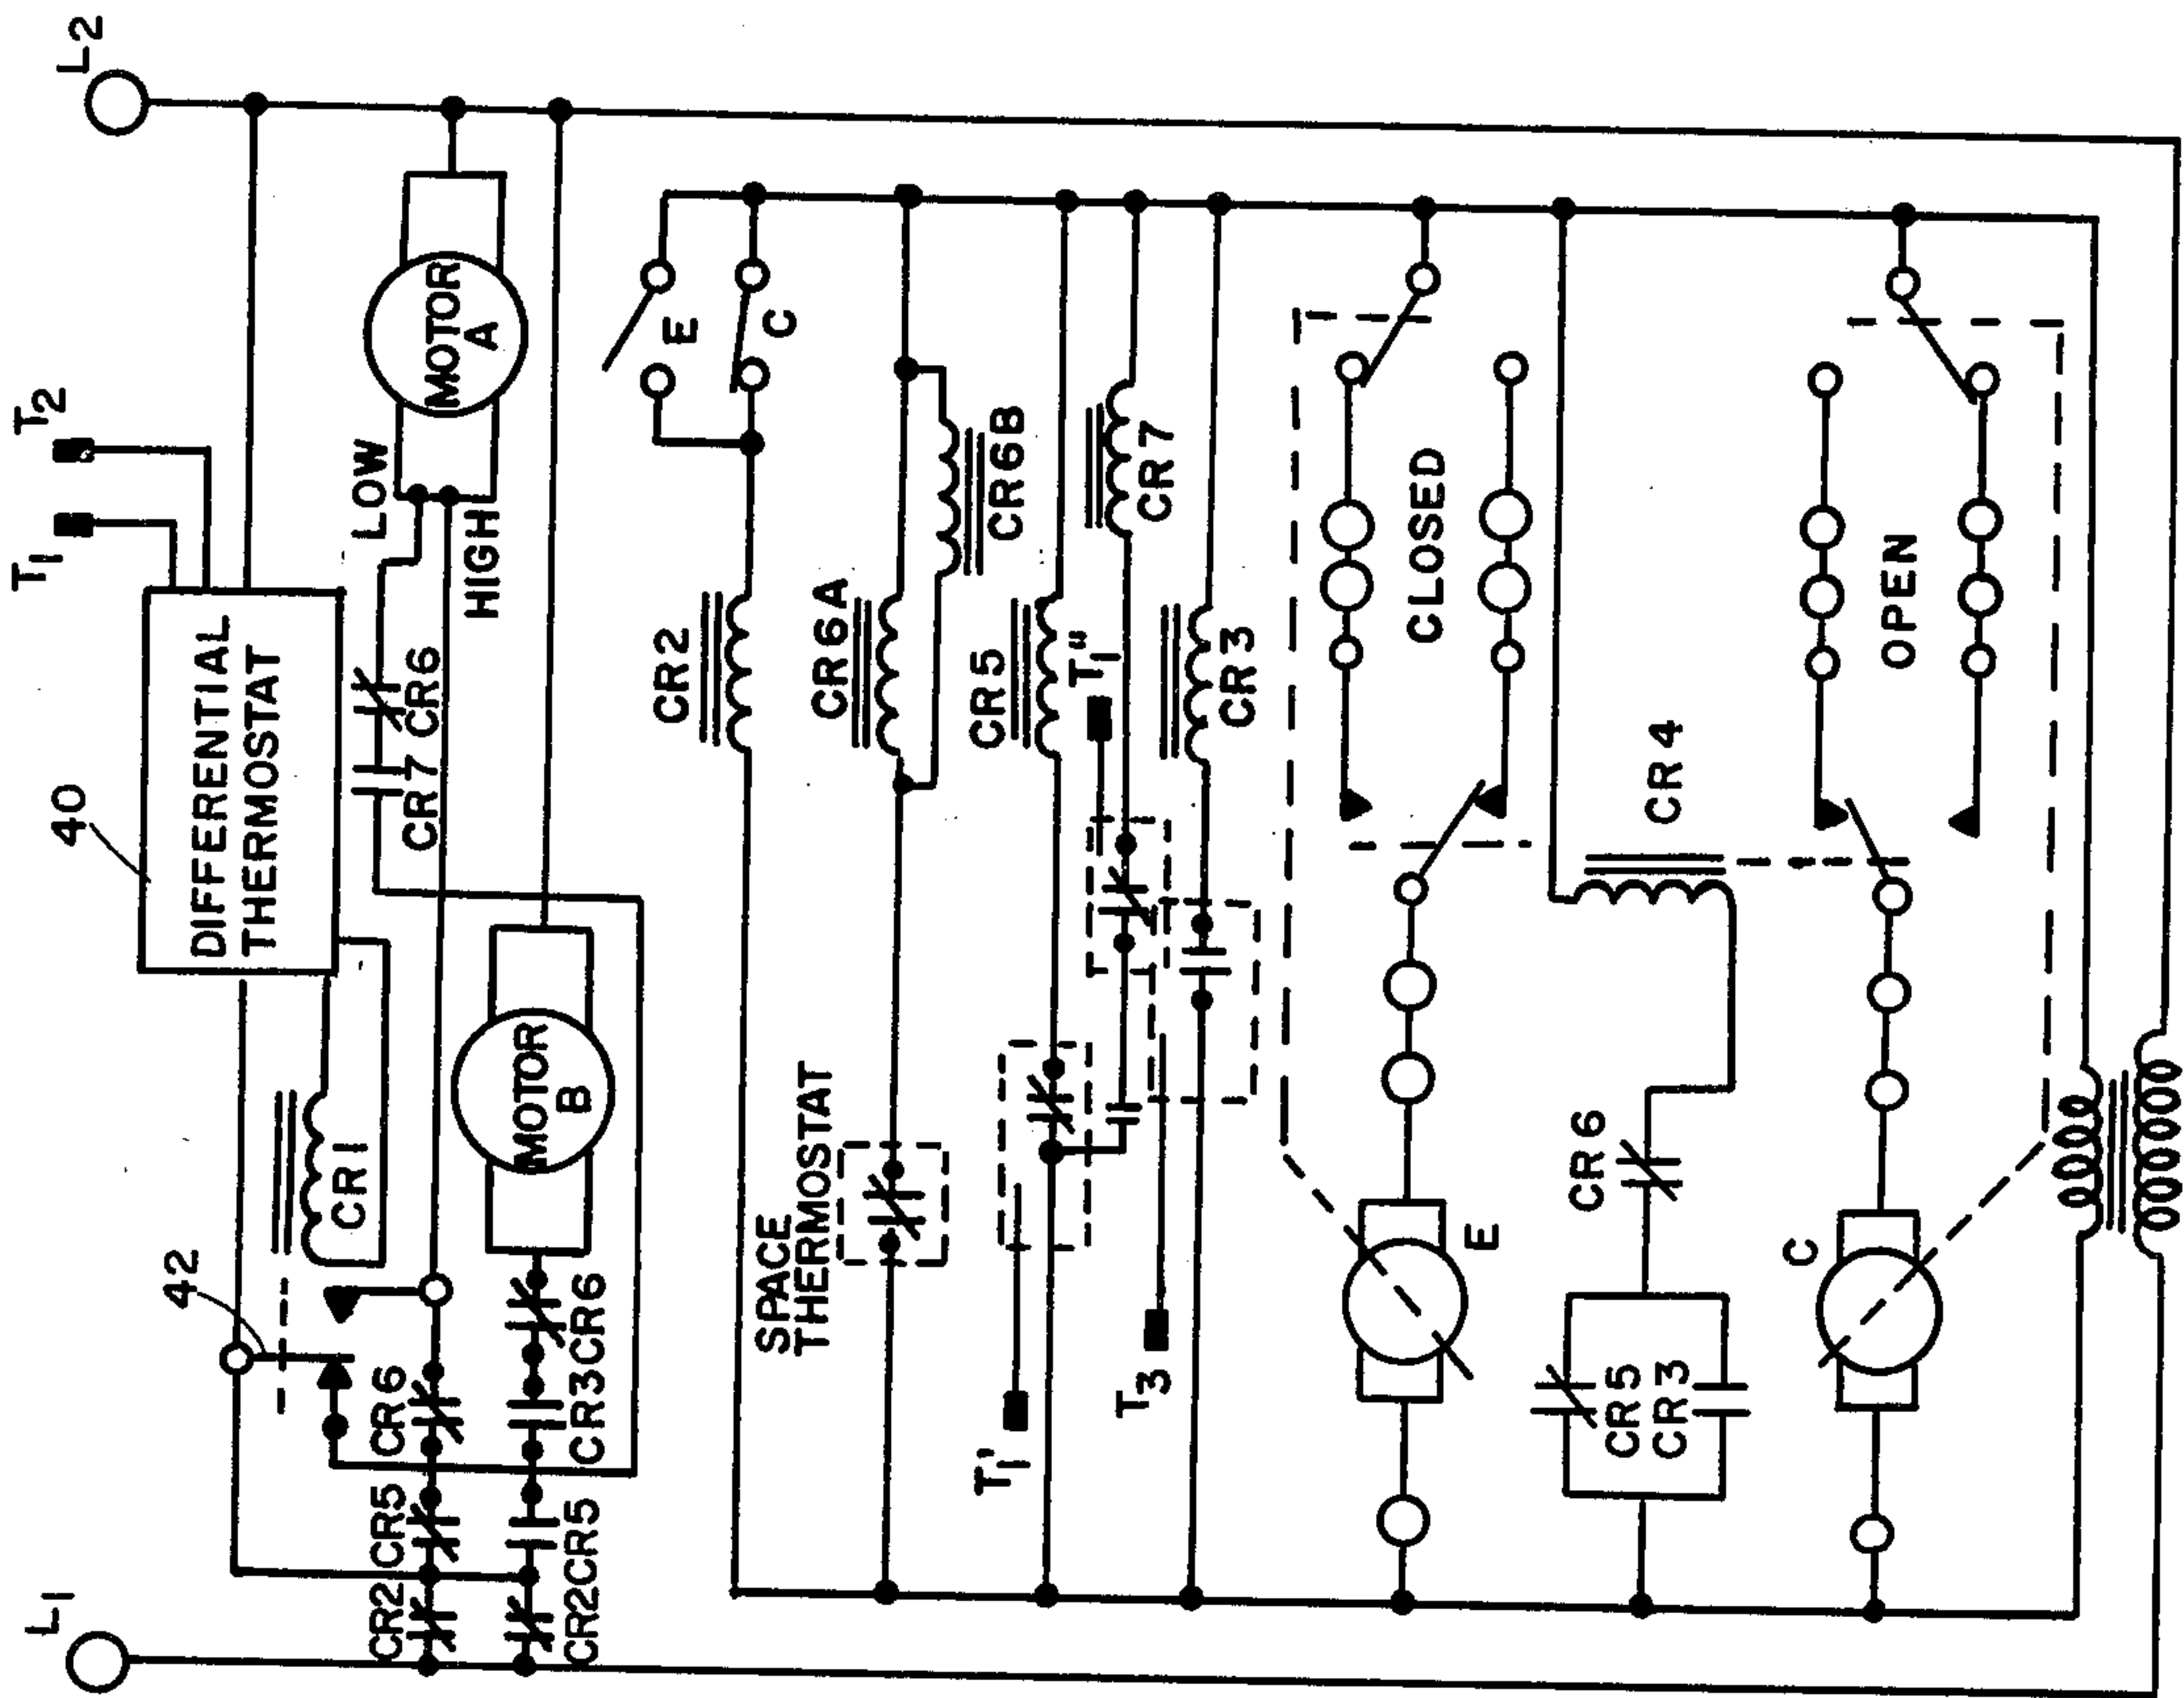 L1
L2
T1
T2
40
DIFFERENTIAL
THERMOSTAT
42
CR1
LOW
HIGH
MOTOR
A
CR7 CR6
CR2 CR5 CR6
MOTOR
B
CR2 CR5 CR3 CR6
E
C
CR2
SPACE
THERMOSTAT
CR6A
CR6B
T1'
CR5
T1"
CR7
T3
CR3
CLOSED
E
CR4
CR6
CR5
CR3
OPEN
C